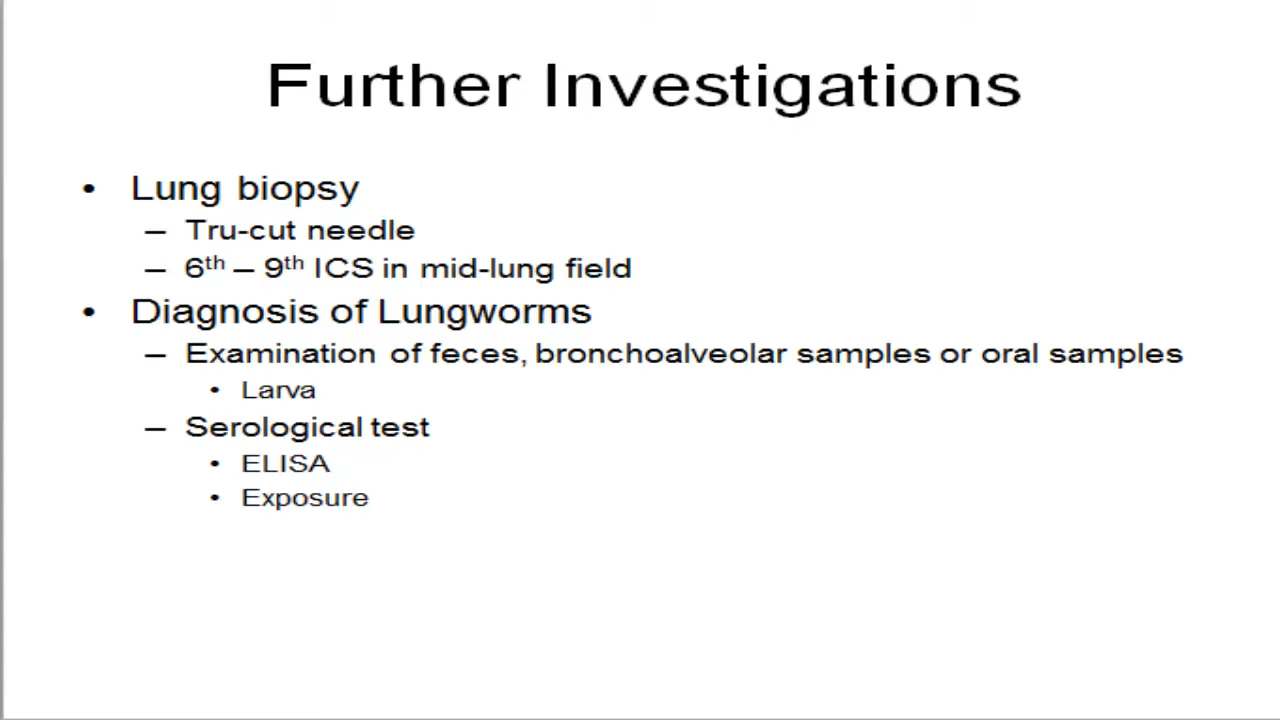 Further Investigations
• Lung biopsy
– Tru-cut needle
– 6th – 9th ICS in mid-lung field
• Diagnosis of Lungworms
– Examination of feces, bronchoalveolar samples or oral samples
• Larva
– Serological test
• ELISA
• Exposure